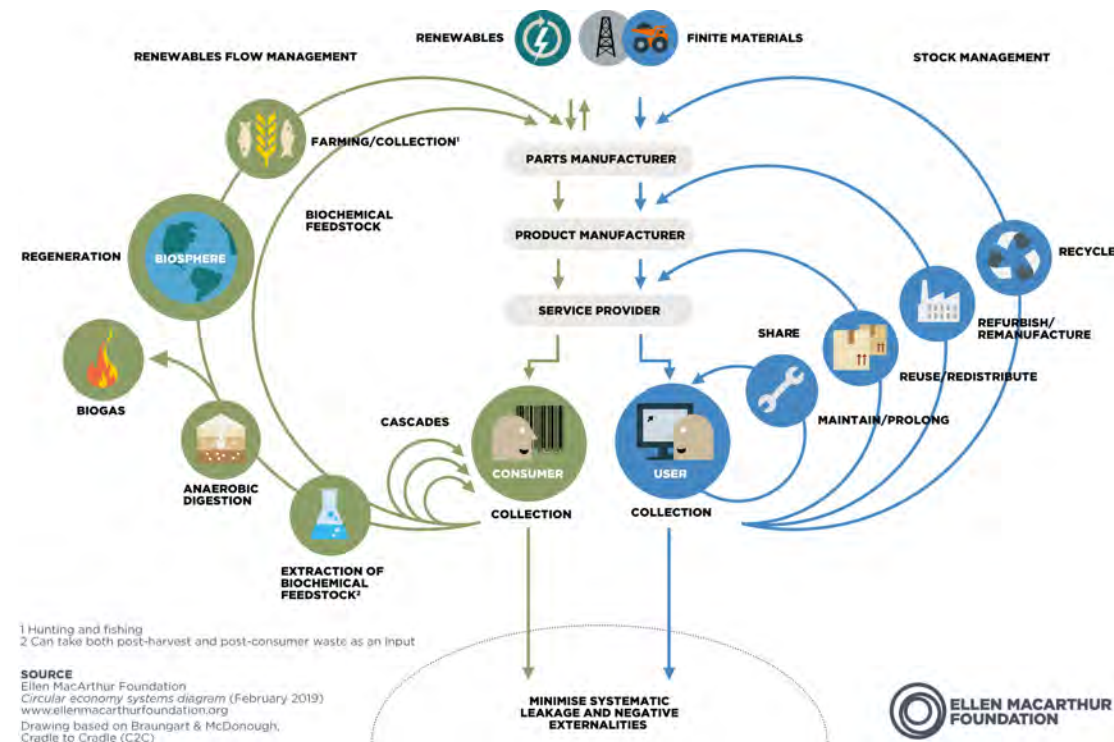 RENEWABLES
FINITE MATERIALS
RENEWABLES FLOW MANAGEMENT
STOCK MANAGEMENT
FARMING/COLLECTION¹
PARTS MANUFACTURER
BIOCHEMICAL
FEEDSTOCK
PRODUCT MANUFACTURER
REGENERATION
BIOSPHERE
RECYCLE
SERVICE PROVIDER
SHARE
REFURBISH/
REMANUFACTURE
REUSE/REDISTRIBUTE
BIOGAS
CASCADES
MAINTAIN/PROLONG
CONSUMER
USER
ANAEROBIC
DIGESTION
COLLECTION
COLLECTION
EXTRACTION OF
BIOCHEMICAL
FEEDSTOCK²
1 Hunting and fishing
2 Can take both post-harvest and post-consumer waste as an input
SOURCE
Ellen MacArthur Foundation
Circular economy systems diagram (February 2019)
www.ellenmacarthurfoundation.org
Drawing based on Braungart & McDonough,
Cradle to Cradle (C2C)
MINIMISE SYSTEMATIC
LEAKAGE AND NEGATIVE
EXTERNALITIES
ELLEN MACARTHUR
FOUNDATION